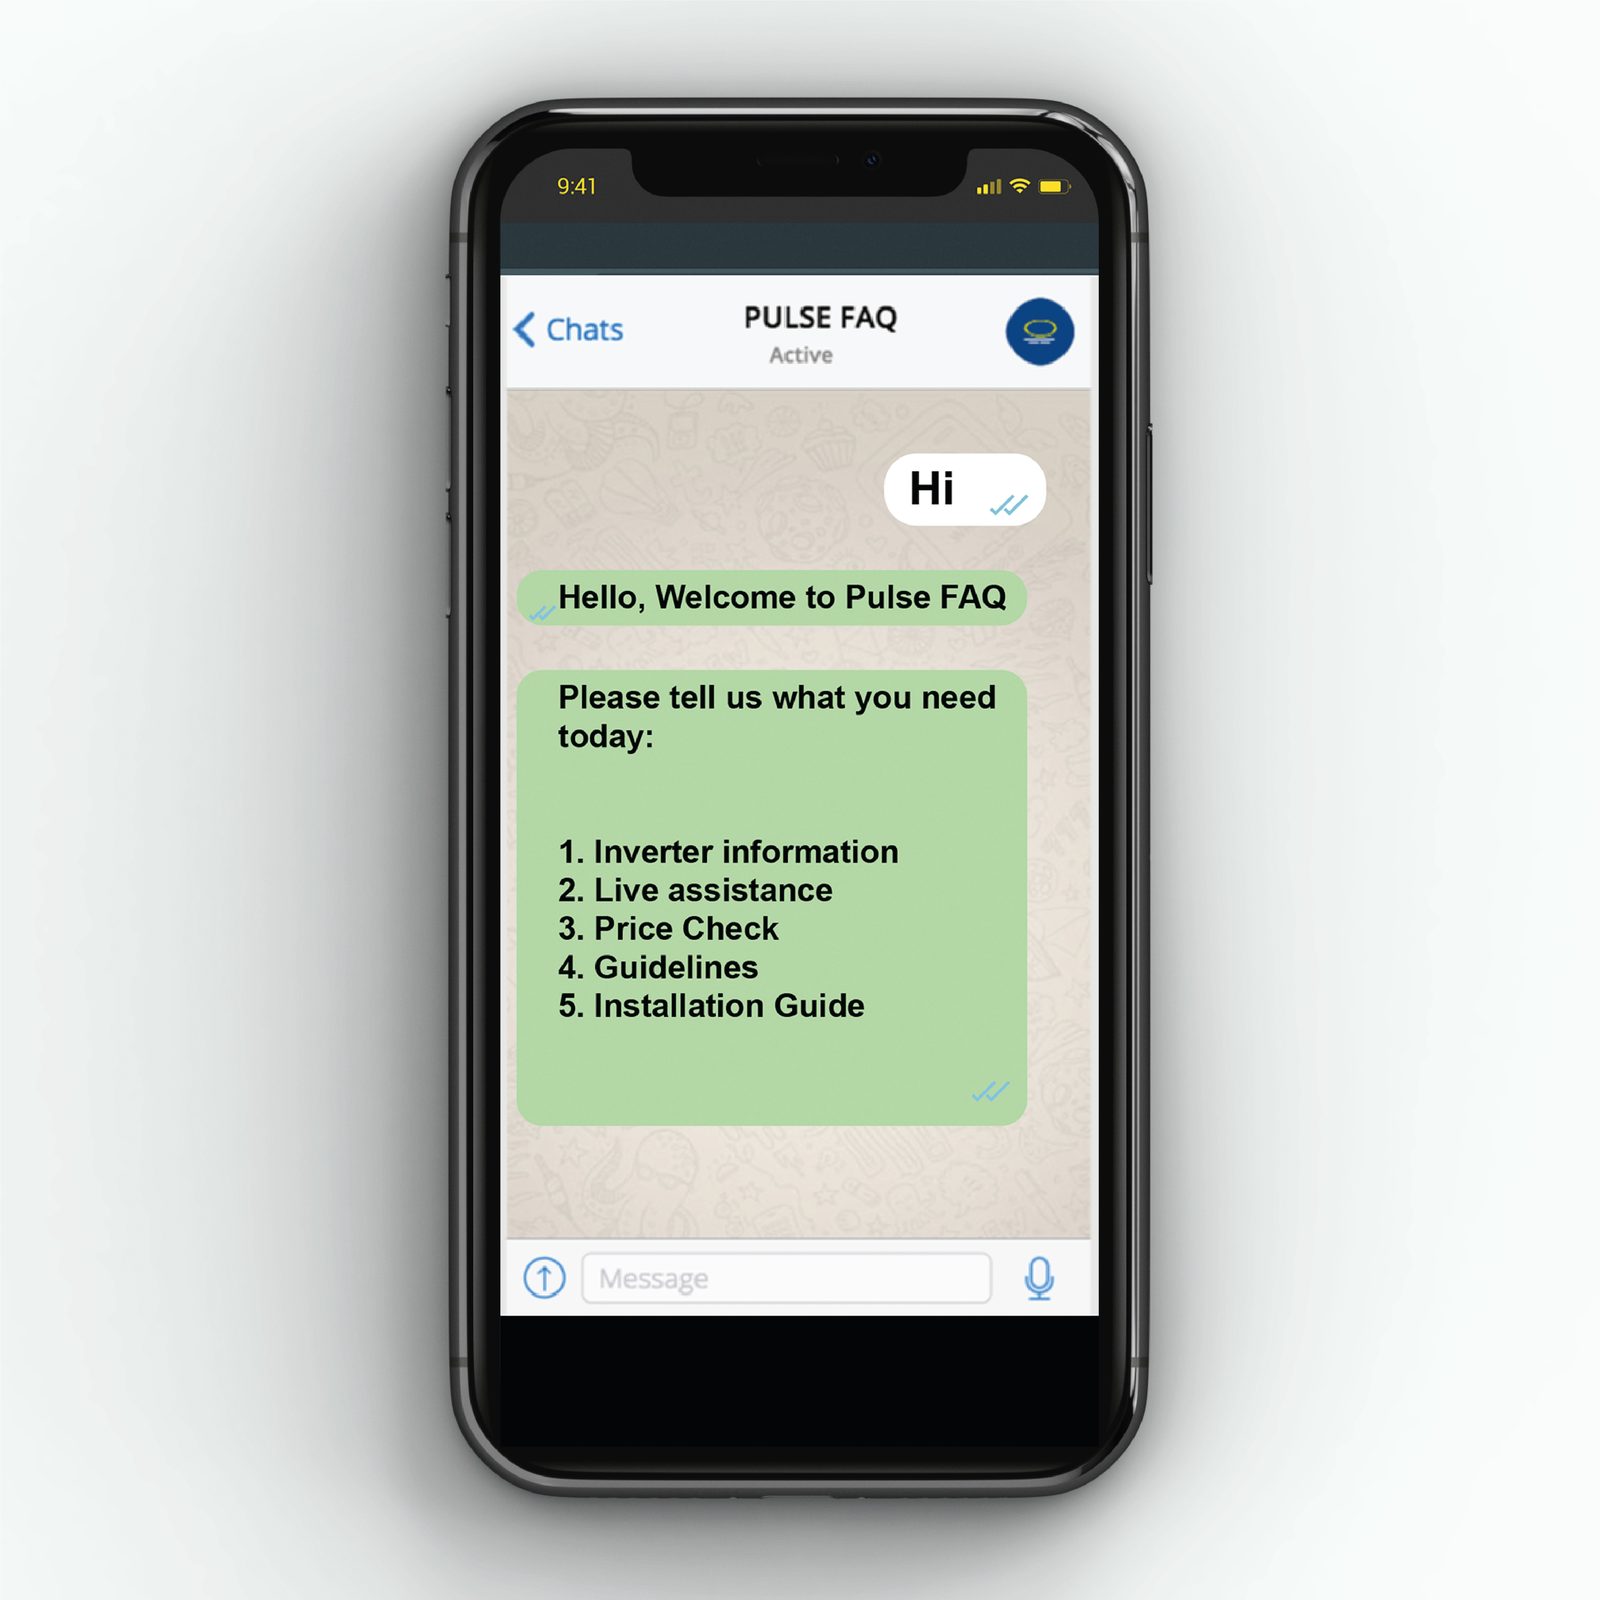 9:41
Chats
PULSE FAQ
Active
Hi
Hello, Welcome to Pulse FAQ
Please tell us what you need
today:
1. Inverter information
2. Live assistance
3. Price Check
4. Guidelines
5. Installation Guide
Message